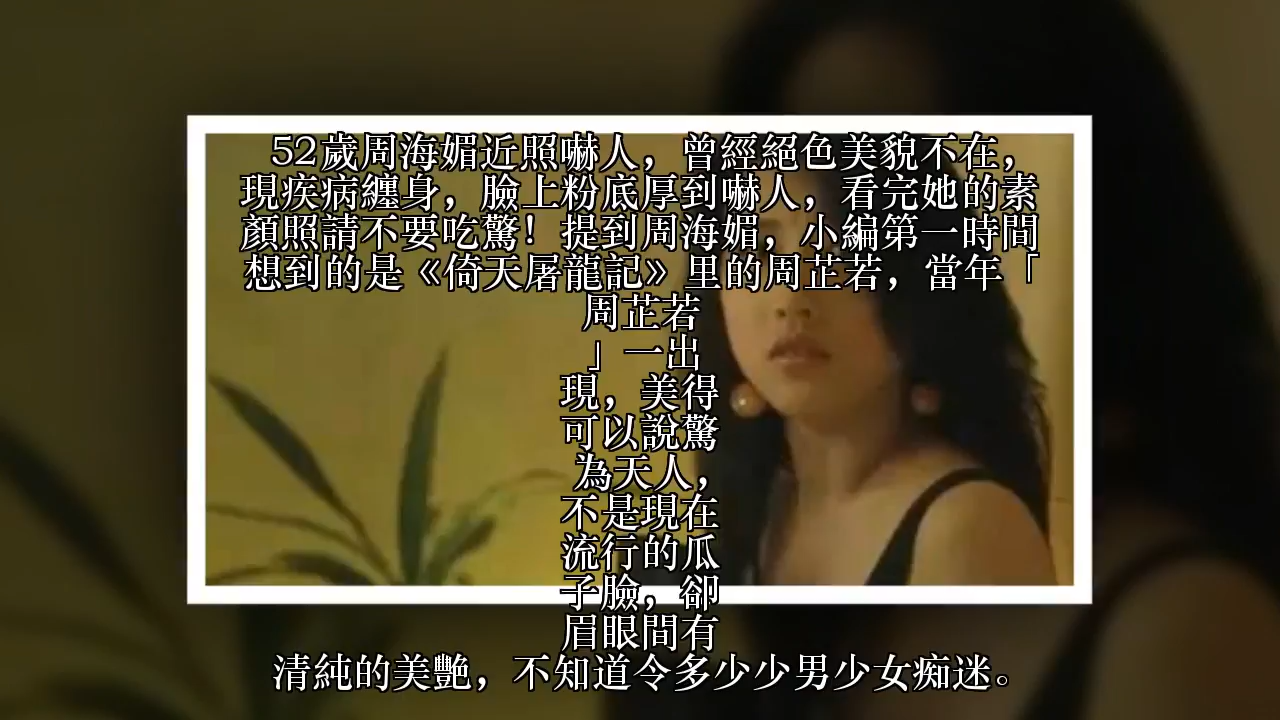 52歲周海媚近照嚇人，曾經絕色美貌不在，
現疾病纏身，臉上粉底厚到嚇人，看完她的素
顏照請不要吃驚！提到周海媚，小編第一時間
想到的是《倚天屠龍記》里的周芷若，當年「
周芷若
」一出
現，美得
可以說驚
為天人，
不是現在
流行的瓜
子臉，卻
眉眼間有
清純的美艷，不知道令多少少男少女痴迷。